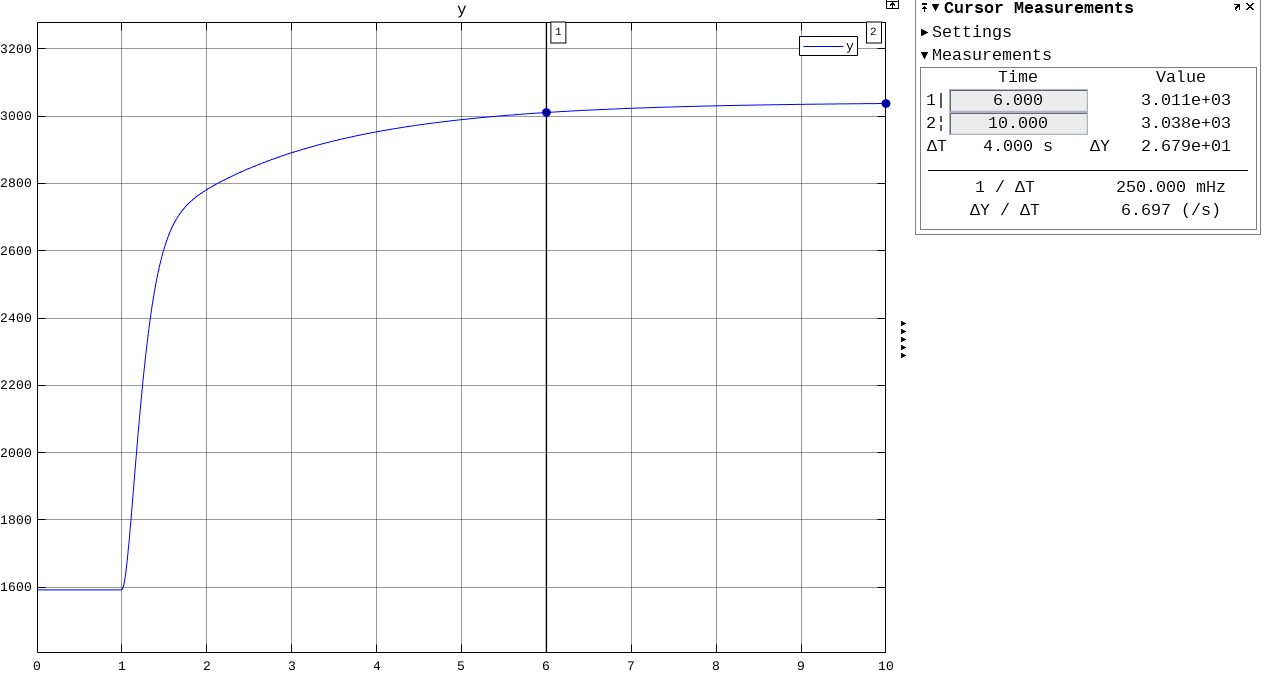 y
1
2
y
3200
3000
2800
2600
2400
2200
2000
1800
1600
0 1 2 3 4 5 6 7 8 9 10
Cursor Measurements
Settings
Measurements
Time Value
1| 6.000 3.011e+03
2¦ 10.000 3.038e+03
ΔT 4.000 s ΔY 2.679e+01
1 / ΔT 250.000 mHz
ΔY / ΔT 6.697 (/s)